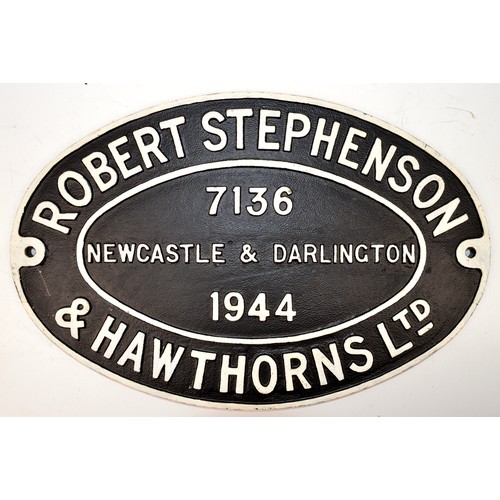 ROBERT STEPHENSON
7136
NEWCASTLE & DARLINGTON
1944
& HAWTHORNS LTD